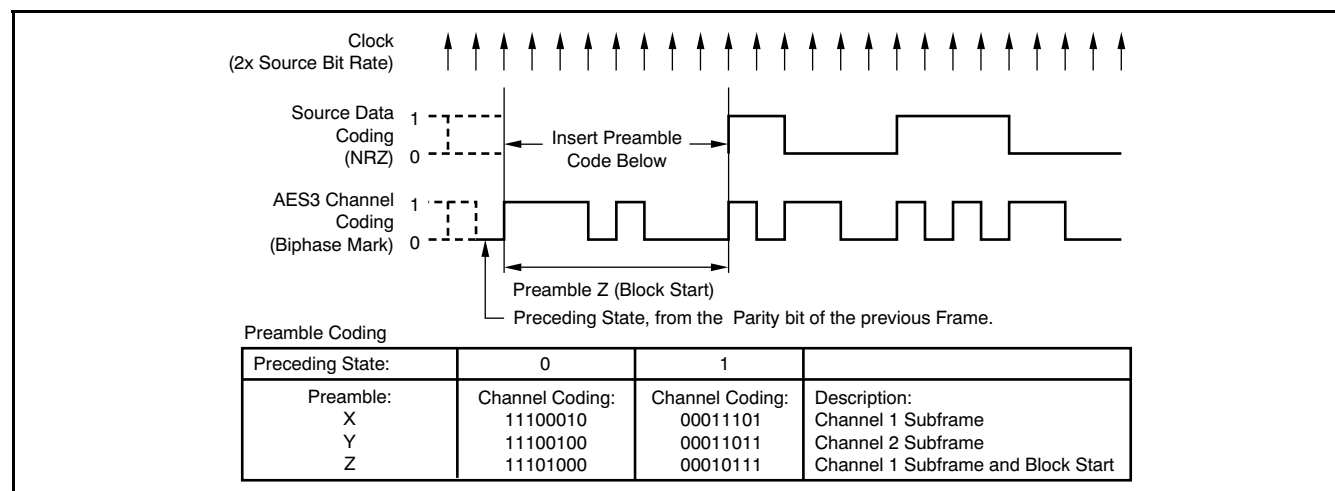 Clock
(2x Source Bit Rate)
Source Data
Coding
(NRZ)
1
0
Insert Preamble
Code Below
AES3 Channel
Coding
(Biphase Mark)
1
0
Preamble Z (Block Start)
Preceding State, from the Parity bit of the previous Frame.
Preamble Coding
Preceding State: 0 1
Preamble: Channel Coding: Channel Coding: Description:
X 11100010 00011101 Channel 1 Subframe
Y 11100100 00011011 Channel 2 Subframe
Z 11101000 00010111 Channel 1 Subframe and Block Start